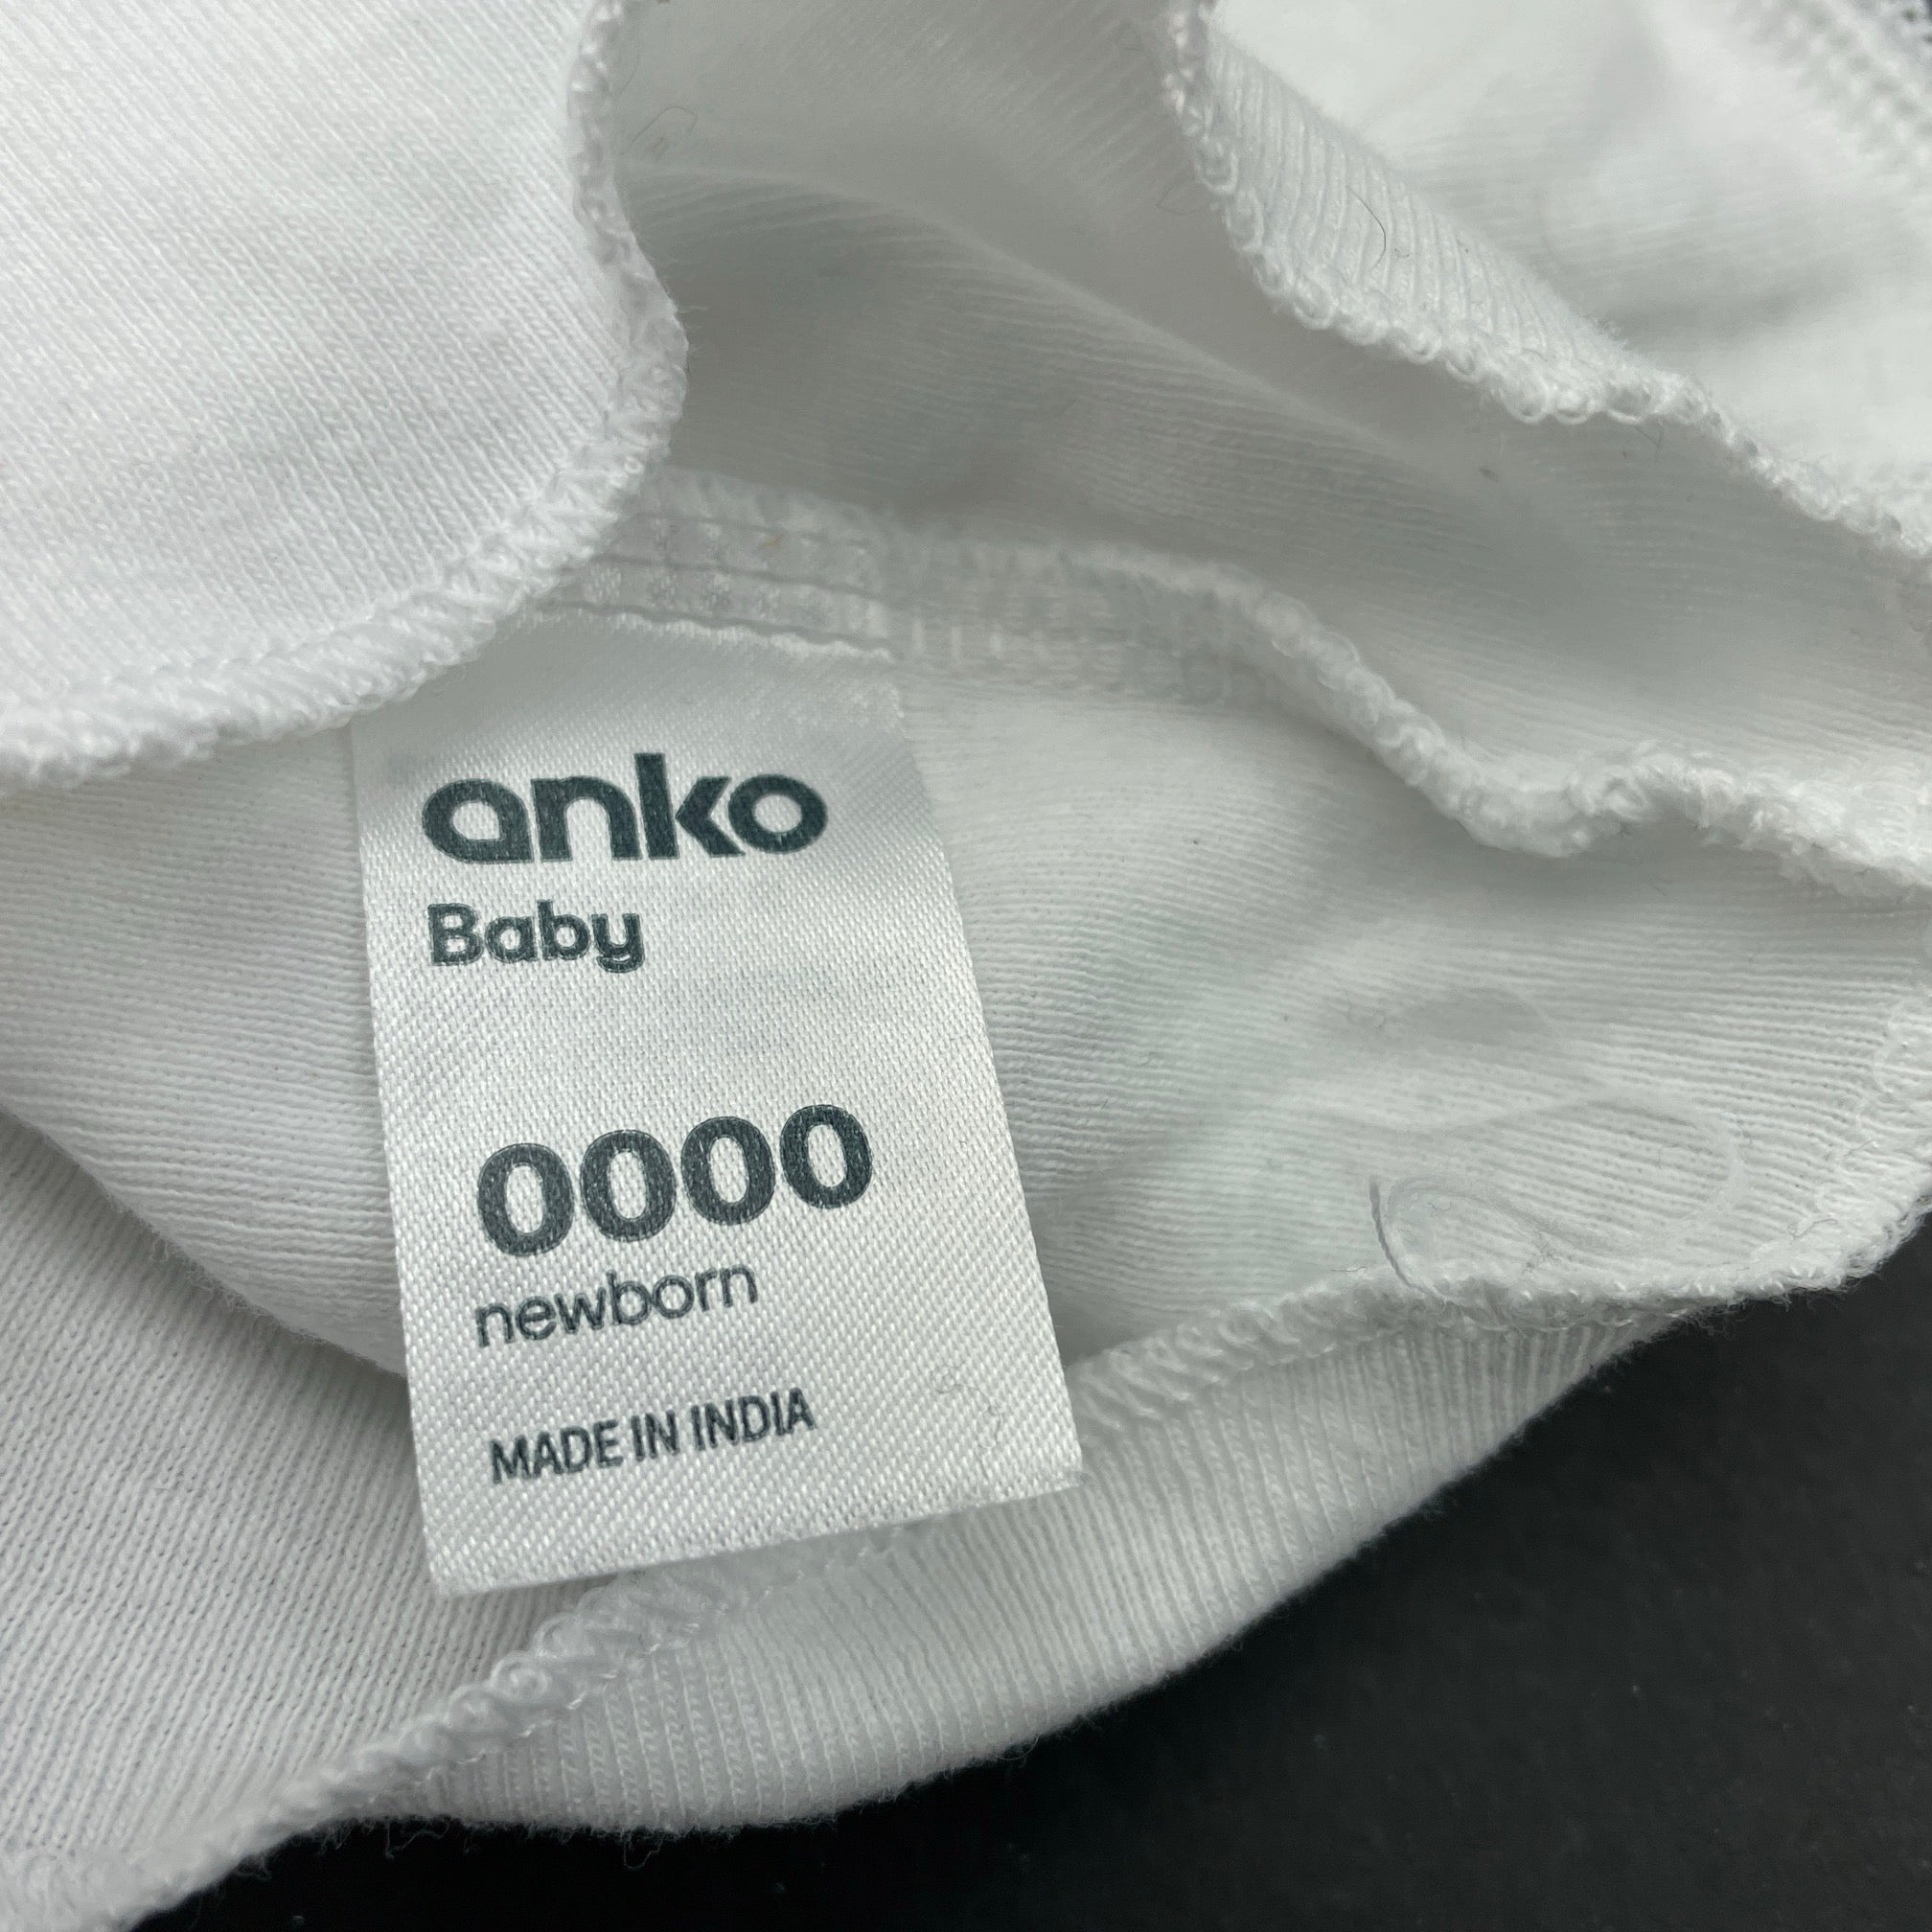 anko
Baby
0000
newborn
MADE IN INDIA